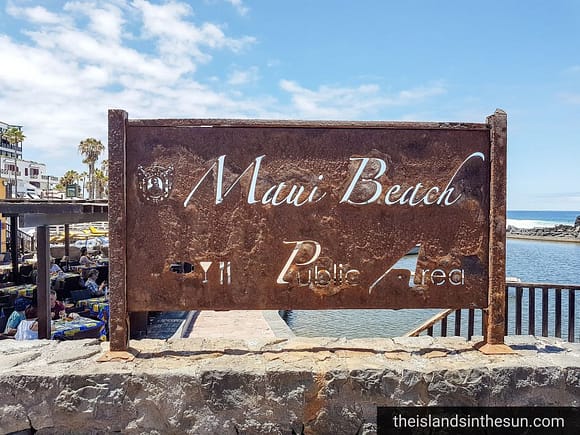 Maui Beach
Public Area
theislandsinthesun.com